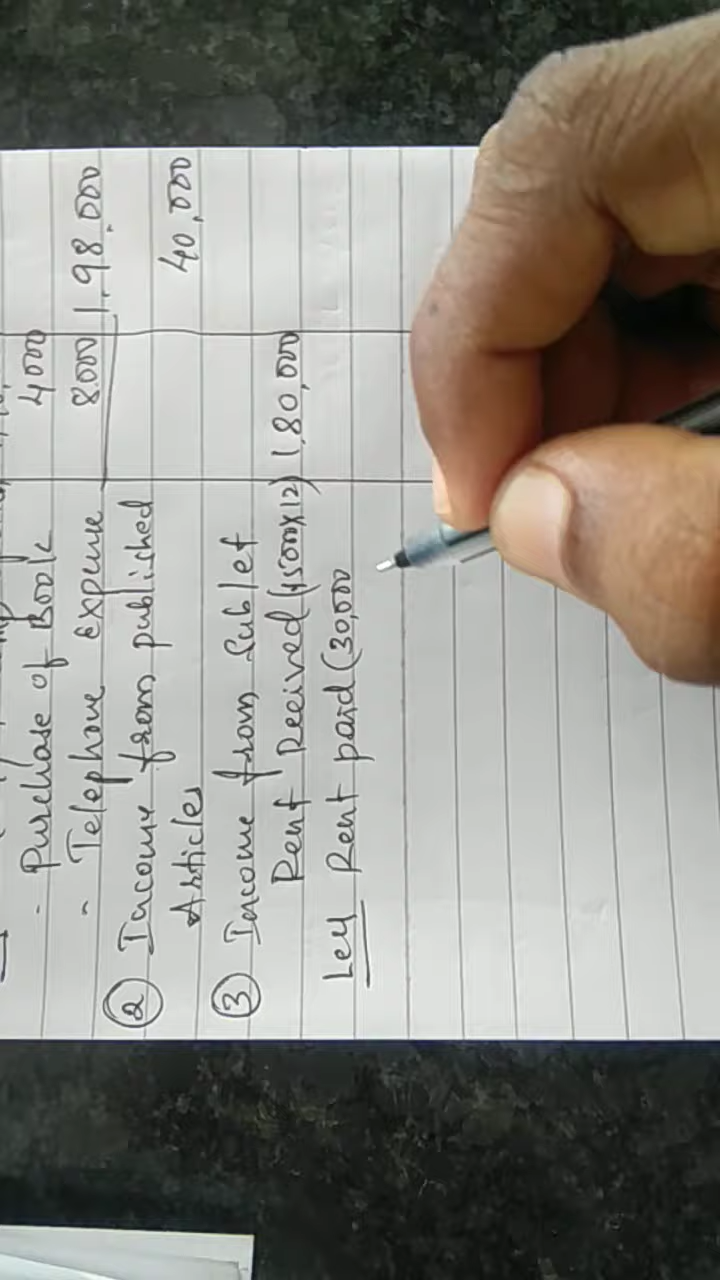 - Purchase of Book 4000
- Telephone Expense 8000 1,98,000
② Income from published
Articles 40,000
③ Income from Sublet
Rent Recived (15000x12) 1,80,000
Less Rent paid (30,000